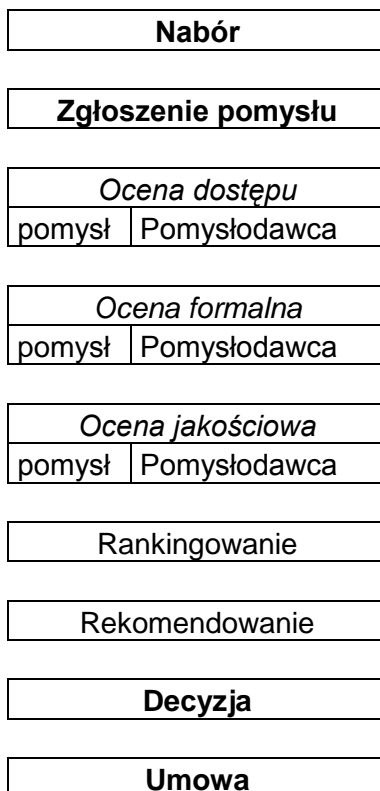 Nabór
Zgłoszenie pomysłu
Ocena dostępu
pomysł Pomysłodawca
Ocena formalna
pomysł Pomysłodawca
Ocena jakościowa
pomysł Pomysłodawca
Rankingowanie
Rekomendowanie
Decyzja
Umowa